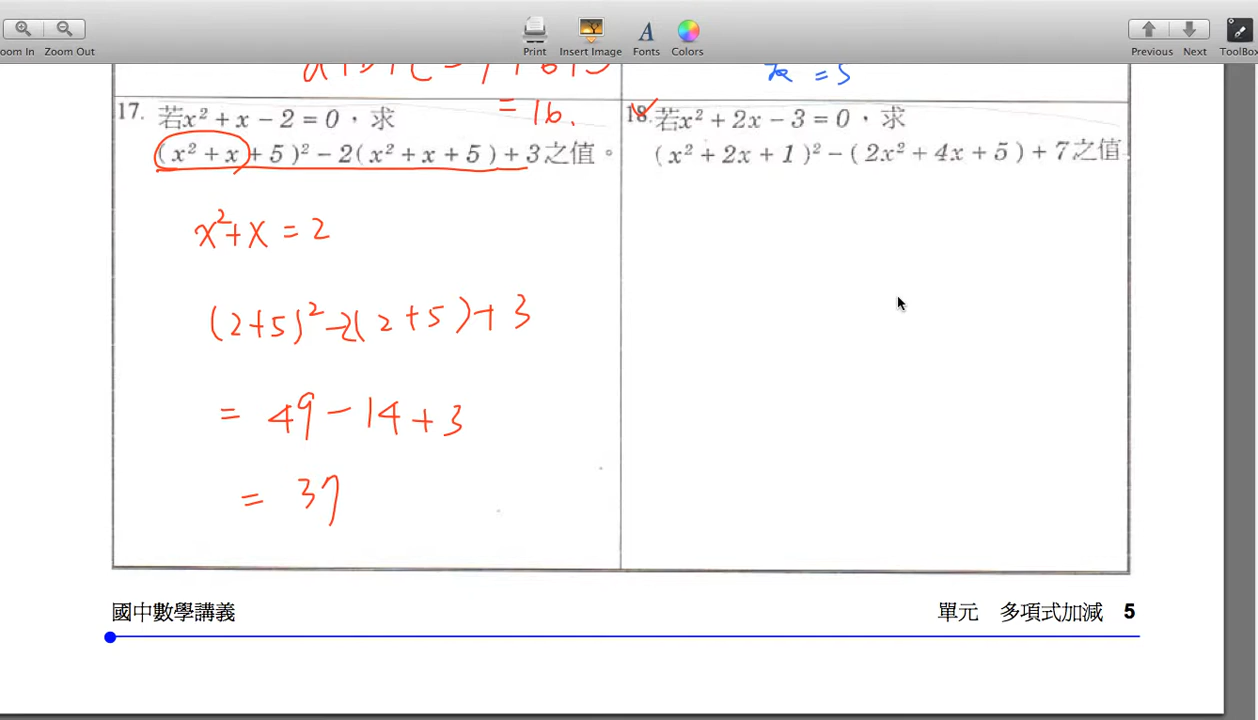 Zoom In Zoom Out Print Insert Image Fonts Colors Previous Next ToolBox
= 16.
k = 5
17. 若x² + x − 2 = 0，求
(x² + x + 5)² − 2(x² + x + 5) + 3之值。
x² + x = 2
(2+5)² − 2(2+5) + 3
= 49 − 14 + 3
= 37
18. 若x² + 2x − 3 = 0，求
(x² + 2x + 1)² − (2x² + 4x + 5) + 7之值
國中數學講義
單元 多項式加減 5